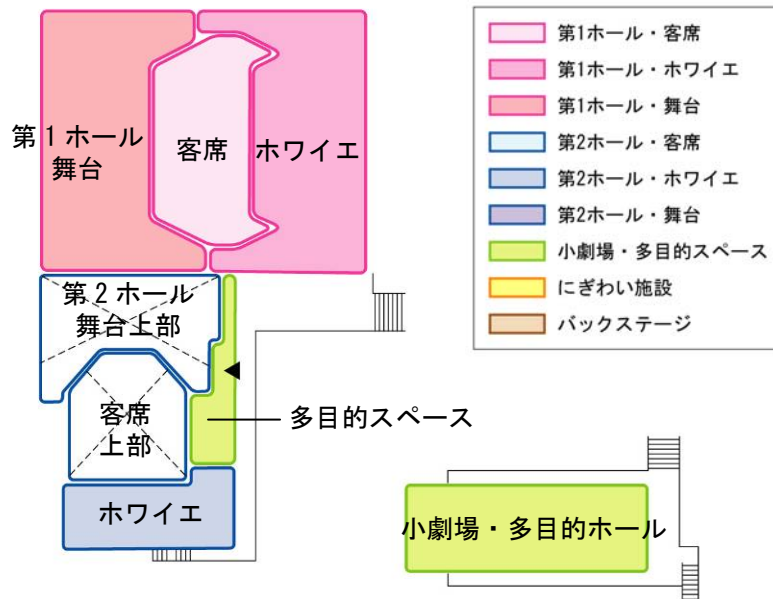 第1ホール
舞台
客席
ホワイエ
第2ホール
舞台上部
客席
上部
多目的スペース
ホワイエ
小劇場・多目的ホール
第1ホール・客席
第1ホール・ホワイエ
第1ホール・舞台
第2ホール・客席
第2ホール・ホワイエ
第2ホール・舞台
小劇場・多目的スペース
にぎわい施設
バックステージ